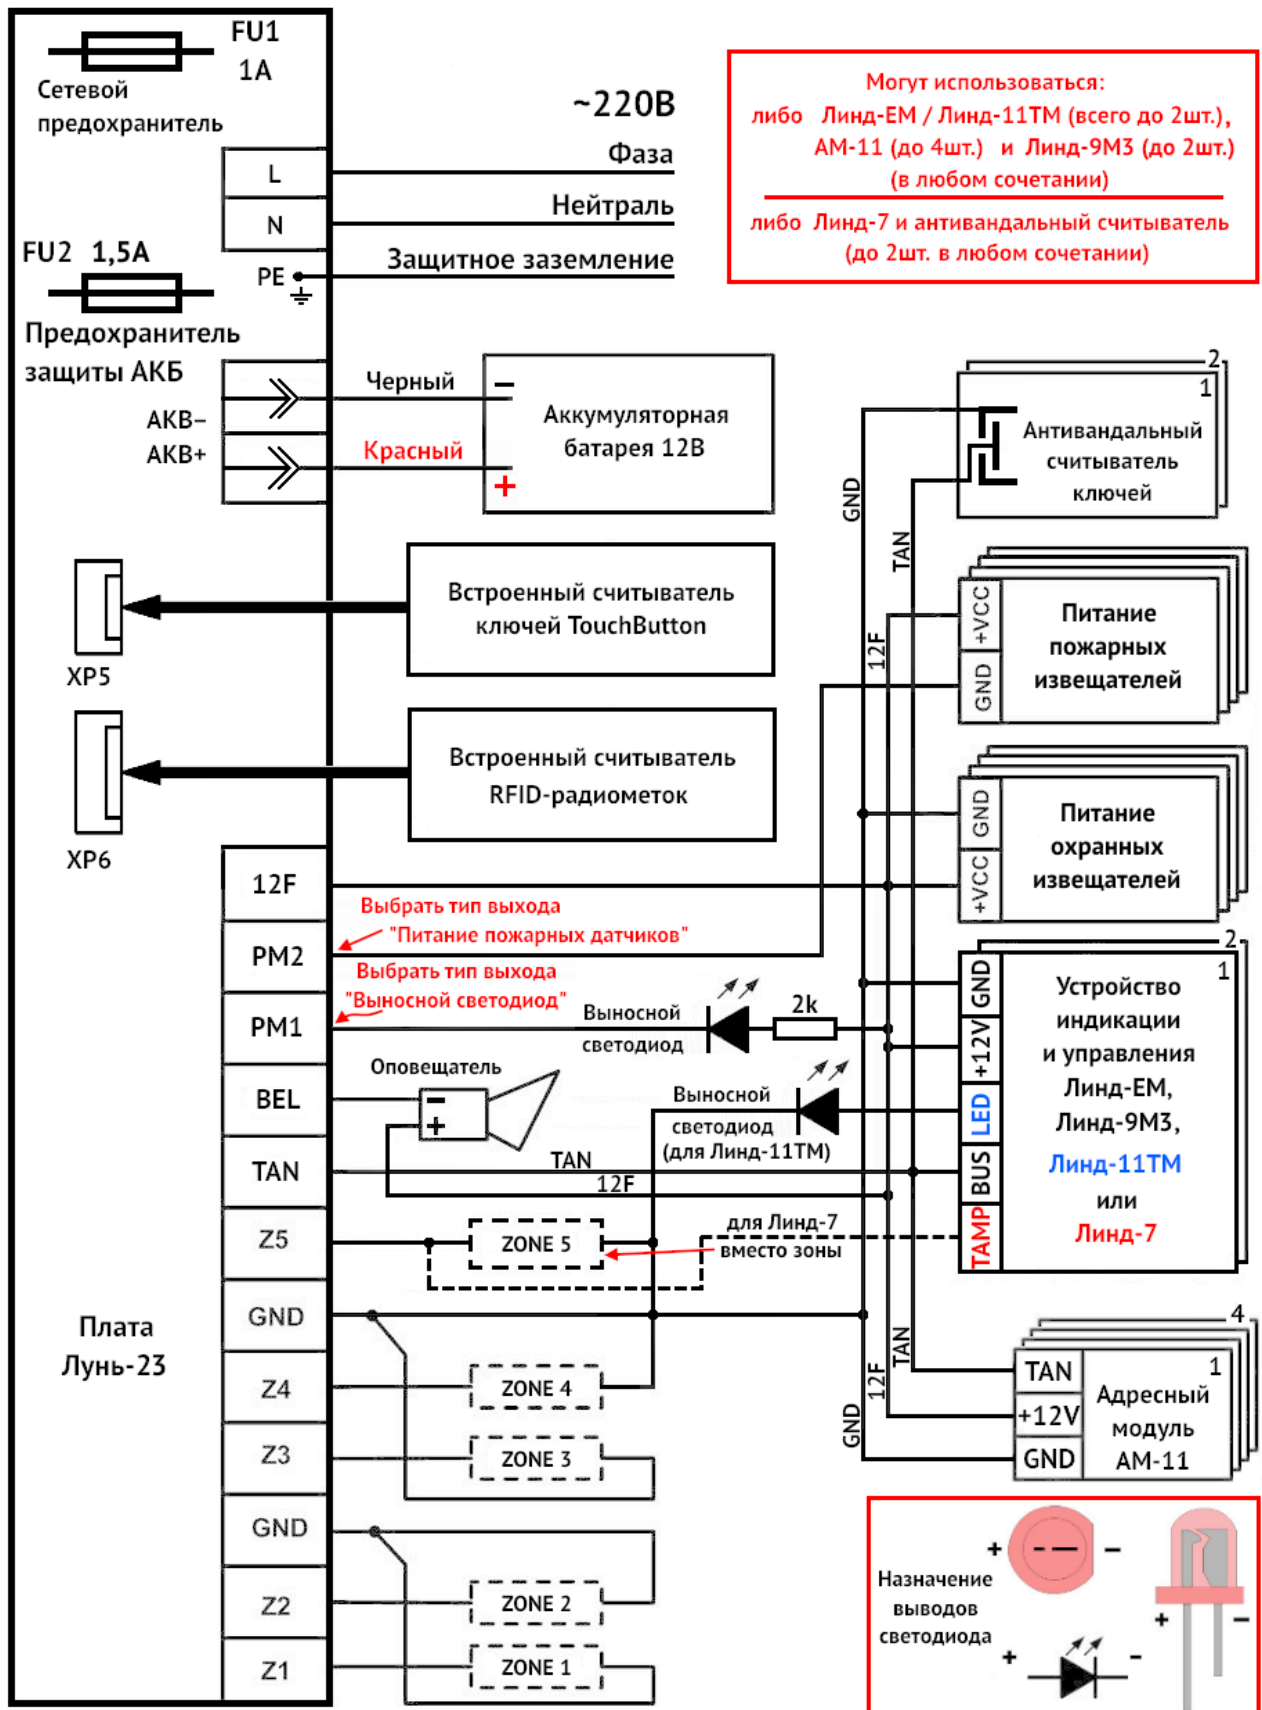 FU1
1A
Сетевой
предохранитель
~220В
Фаза
L
Нейтраль
N
FU2 1,5А
Защитное заземление
PE
Предохранитель
защиты АКБ
Могут использоваться:
либо Линд-ЕМ / Линд-11ТМ (всего до 2шт.),
АМ-11 (до 4шт.) и Линд-9М3 (до 2шт.)
(в любом сочетании)
либо Линд-7 и антивандальный считыватель
(до 2шт. в любом сочетании)
АКВ–
АКВ+
Черный
Красный
–
+
Аккумуляторная
батарея 12В
2
1
Антивандальный
считыватель
ключей
GND
TAN
12F
XP5
Встроенный считыватель
ключей TouchButton
+VCC
GND
Питание
пожарных
извещателей
XP6
Встроенный считыватель
RFID-радиометок
GND
+VCC
Питание
охранных
извещателей
12F
Выбрать тип выхода
"Питание пожарных датчиков"
PM2
Выбрать тип выхода
"Выносной светодиод"
PM1
Выносной
светодиод
2k
2
1
GND
+12V
LED
BUS
TAMP
Устройство
индикации
и управления
Линд-ЕМ,
Линд-9М3,
Линд-11ТМ
или
Линд-7
Оповещатель
BEL
–
+
Выносной
светодиод
(для Линд-11ТМ)
TAN
TAN
12F
Z5
ZONE 5
для Линд-7
вместо зоны
GND
Плата
Лунь-23
Z4
ZONE 4
Z3
ZONE 3
GND
Z2
ZONE 2
Z1
ZONE 1
TAN
12F
GND
4
1
TAN
+12V
GND
Адресный
модуль
АМ-11
Назначение
выводов
светодиода
+
–
+
–
+
–